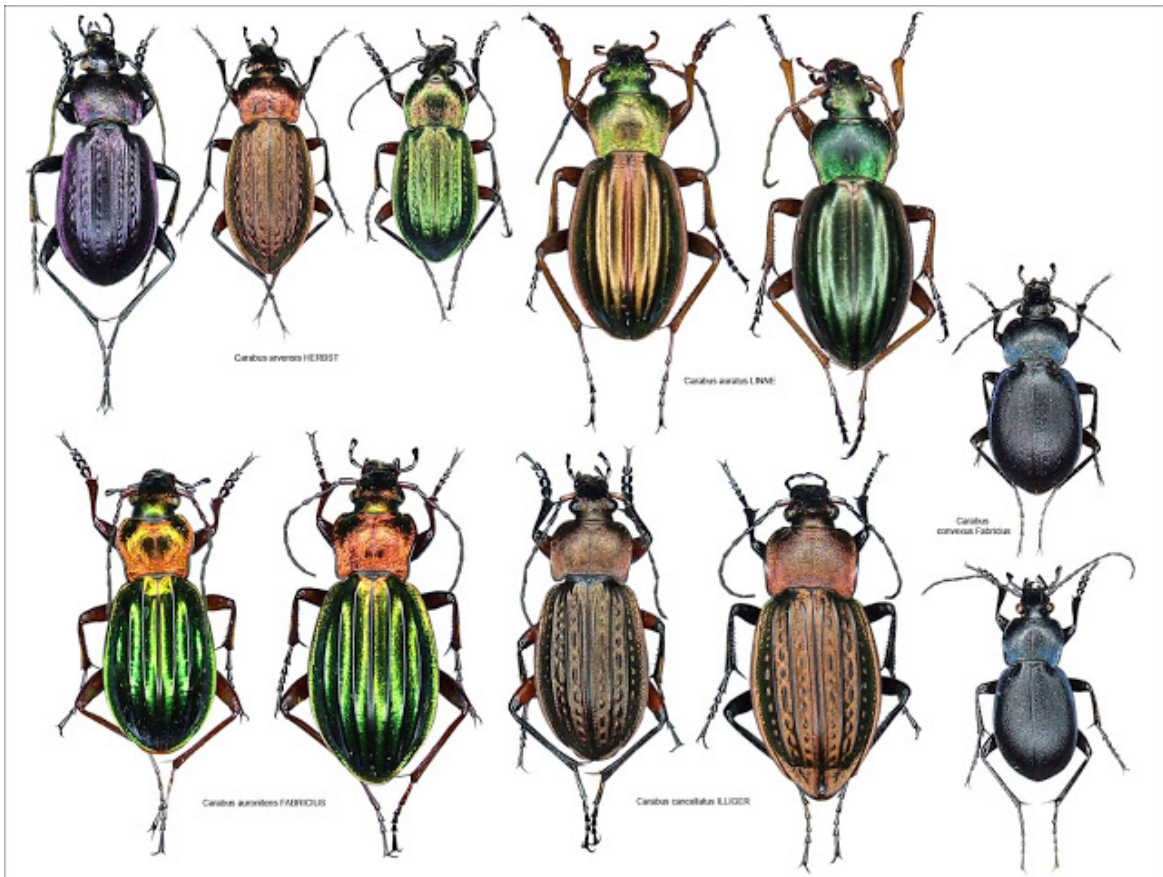 Carabus arvensis HERBST
Carabus auratus LINNE
Carabus
convexus Fabricius
Carabus auronitens FABRICIUS
Carabus cancellatus ILLIGER